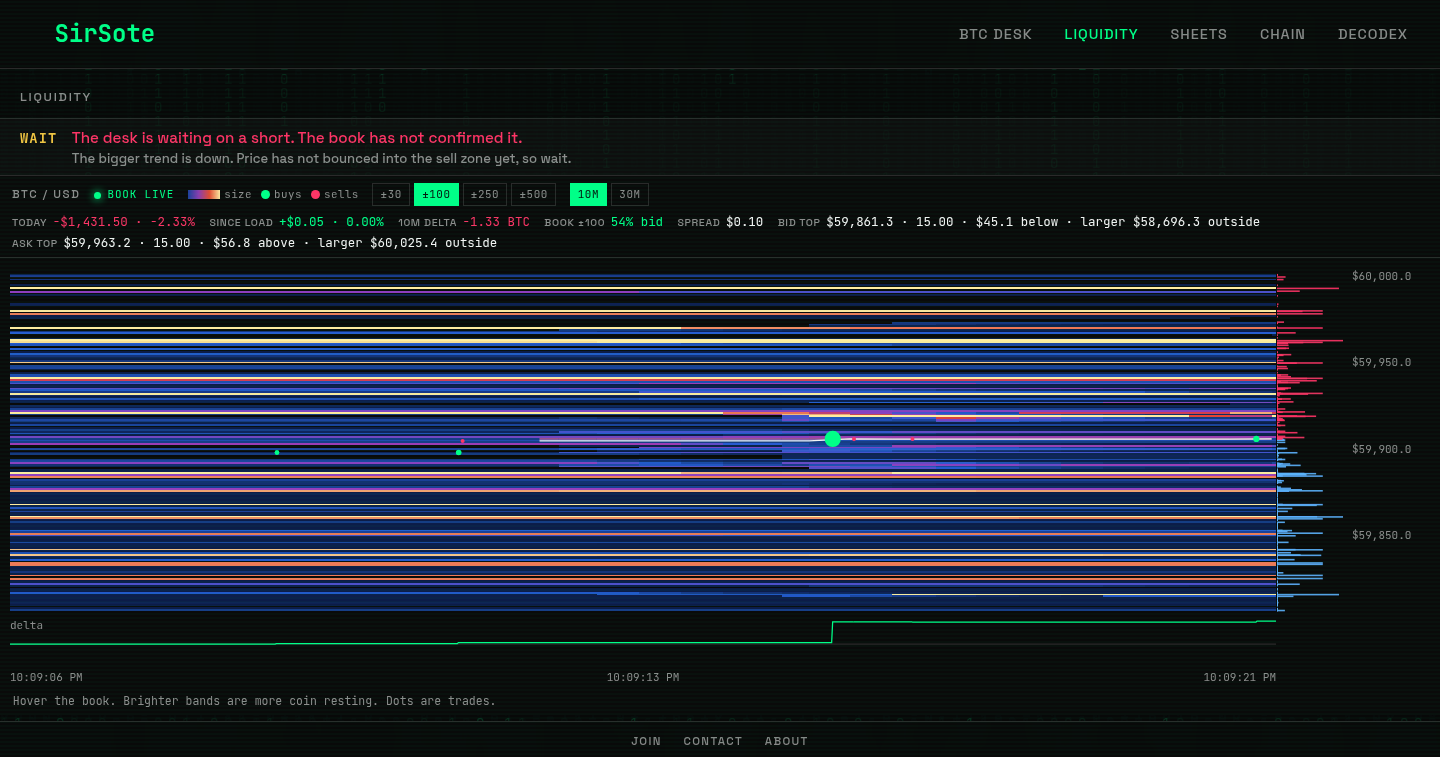 SirSote
BTC DESK LIQUIDITY SHEETS CHAIN DECODEX
LIQUIDITY
WAIT The desk is waiting on a short. The book has not confirmed it.
The bigger trend is down. Price has not bounced into the sell zone yet, so wait.
BTC / USD BOOK LIVE size buys sells ±30 ±100 ±250 ±500 10M 30M
TODAY -$1,431.50 · -2.33% SINCE LOAD +$0.05 · 0.00% 10M DELTA -1.33 BTC BOOK ±100 54% bid SPREAD $0.10 BID TOP $59,861.3 · 15.00 · $45.1 below · larger $58,696.3 outside
ASK TOP $59,963.2 · 15.00 · $56.8 above · larger $60,025.4 outside
$60,000.0
$59,950.0
$59,900.0
$59,850.0
delta
10:09:06 PM 10:09:13 PM 10:09:21 PM
Hover the book. Brighter bands are more coin resting. Dots are trades.
JOIN CONTACT ABOUT